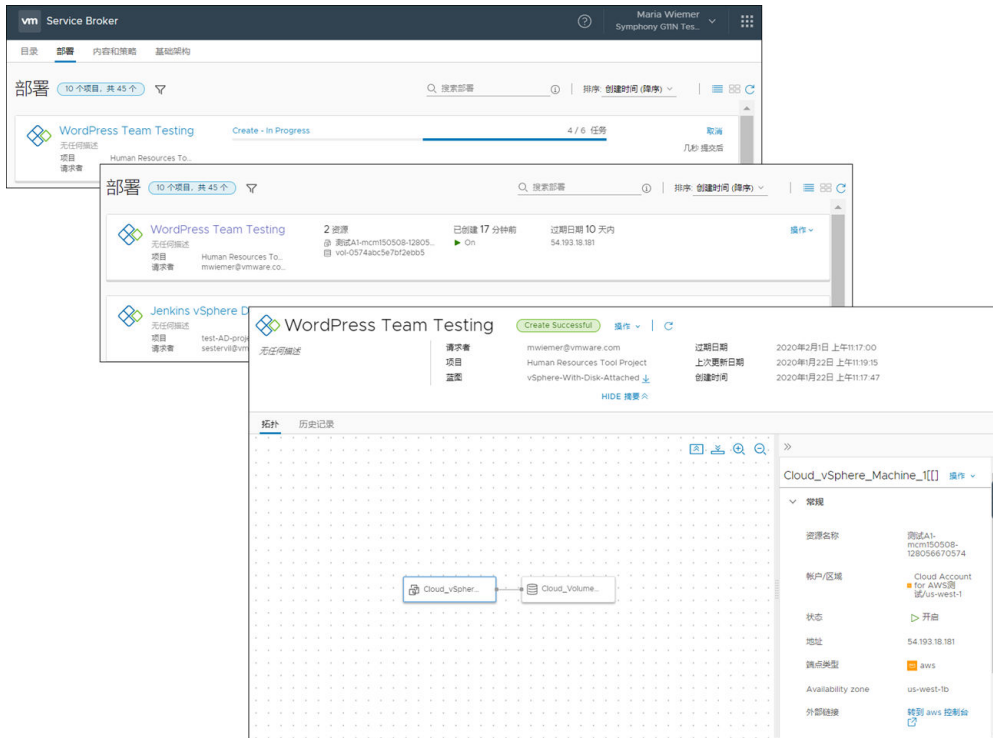 vm Service Broker
Maria Wiemer
Symphony G11N Tes...
目录 部署 内容和策略 基础架构
部署 10 个项目，共 45 个 搜索部署 排序: 创建时间 (降序)
WordPress Team Testing Create - In Progress 4 / 6 任务 取消
无任何描述 几秒 提交后
项目 Human Resources To...
请求者
部署 10 个项目，共 45 个 搜索部署 排序: 创建时间 (降序)
WordPress Team Testing 2 资源 已创建 17 分钟前 过期日期 10 天内 操作
无任何描述 测试A1-mcm150508-12805... On 54.193.18.181
项目 Human Resources To... vol-0574abc5e7bf2ebb5
请求者 mwiemer@vmware.co...
Jenkins vSphere D
无任何描述
项目 test-AD-proj
请求者 sestervil@vm
WordPress Team Testing Create Successful 操作
无任何描述
请求者 mwiemer@vmware.com 过期日期 2020年2月1日 上午11:17:00
项目 Human Resources Tool Project 上次更新日期 2020年1月22日 上午11:19:15
蓝图 vSphere-With-Disk-Attached 创建时间 2020年1月22日 上午11:17:47
HIDE 摘要
拓扑 历史记录
Cloud_vSpher... Cloud_Volume...
Cloud_vSphere_Machine_1[[] 操作
常规
资源名称 测试A1-
mcm150508-
128056670574
帐户/区域 Cloud Account
for AWS测
试/us-west-1
状态 开启
地址 54.193.18.181
端点类型 aws
Availability zone us-west-1b
外部链接 转到 aws 控制台